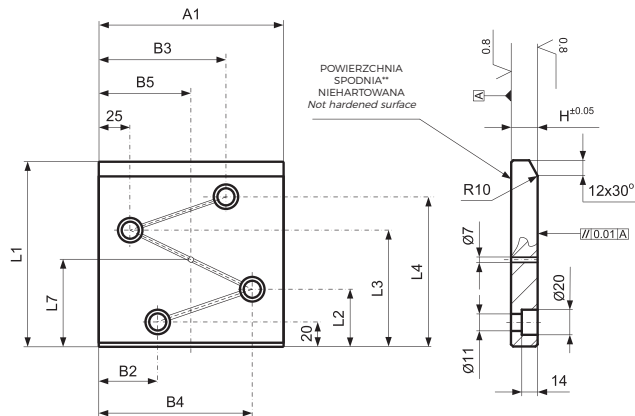 A1
B3
B5
25
L1
L7
L4
L3
L2
20
B2
B4
POWIERZCHNIA
SPODNIA**
NIEHARTOWANA
Not hardened surface
0.8
0.8
A
H±0.05
R10
12x30°
// 0.01 A
Ø7
Ø20
Ø11
14